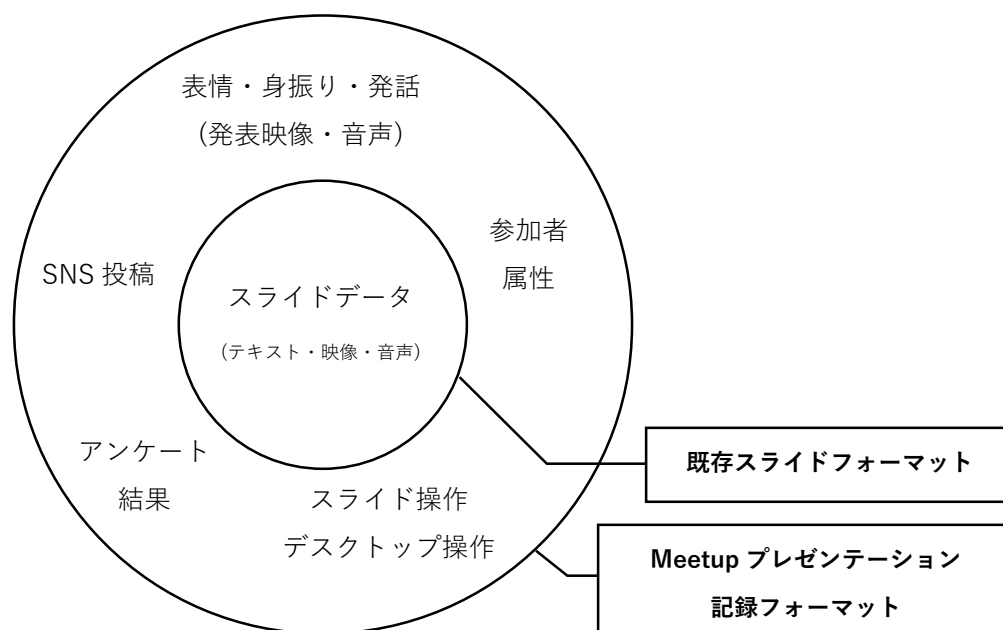 表情・身振り・発話
(発表映像・音声)
参加者
属性
SNS 投稿
スライドデータ
(テキスト・映像・音声)
アンケート
結果
スライド操作
デスクトップ操作
既存スライドフォーマット
Meetup プレゼンテーション
記録フォーマット